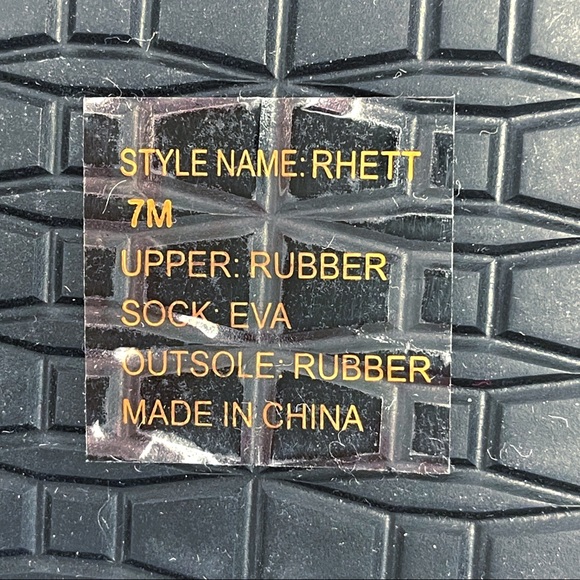 STYLE NAME: RHETT
7M
UPPER: RUBBER
SOCK: EVA
OUTSOLE: RUBBER
MADE IN CHINA